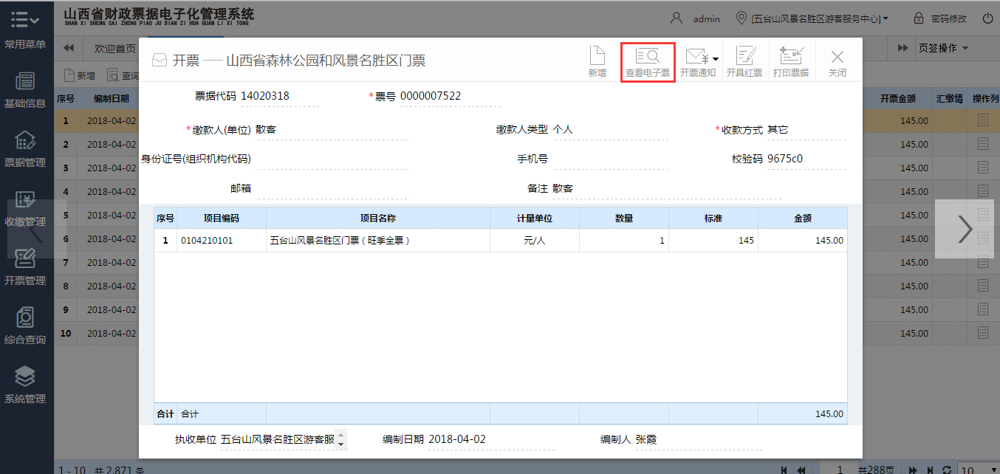 山西省财政票据电子化管理系统
SHAN XI SHENG CAI ZHENG PIAO JU DIAN ZI HUA GUAN LI XI TONG
admin [五台山风景名胜区游客服务中心] 密码修改
常用菜单
基础信息
票据管理
收缴管理
开票管理
综合查询
系统管理
欢迎首页 页签操作
新增 查询
序号 编制日期 开票金额 汇缴情 操作列
1 2018-04-02 145.00
2 2018-04-02 145.00
3 2018-04-02 145.00
4 2018-04-02 145.00
5 2018-04-02 145.00
6 2018-04-02 145.00
7 2018-04-02 145.00
8 2018-04-02 145.00
9 2018-04-02 145.00
10 2018-04-02 145.00
开票 —— 山西省森林公园和风景名胜区门票
新增 查看电子票 开票通知 开具红票 打印票据 关闭
票据代码 14020318 *票号 0000007522
*缴款人(单位) 散客 缴款人类型 个人 *收款方式 其它
身份证号(组织机构代码) 手机号 校验码 9675c0
邮箱 备注 散客
序号 项目编码 项目名称 计量单位 数量 标准 金额
1 0104210101 五台山风景名胜区门票（旺季全票） 元/人 1 145 145.00
合计 合计 145.00
执收单位 五台山风景名胜区游客服 编制日期 2018-04-02 编制人 张霞
1 - 10 共 2,871 条 1 共288页 10